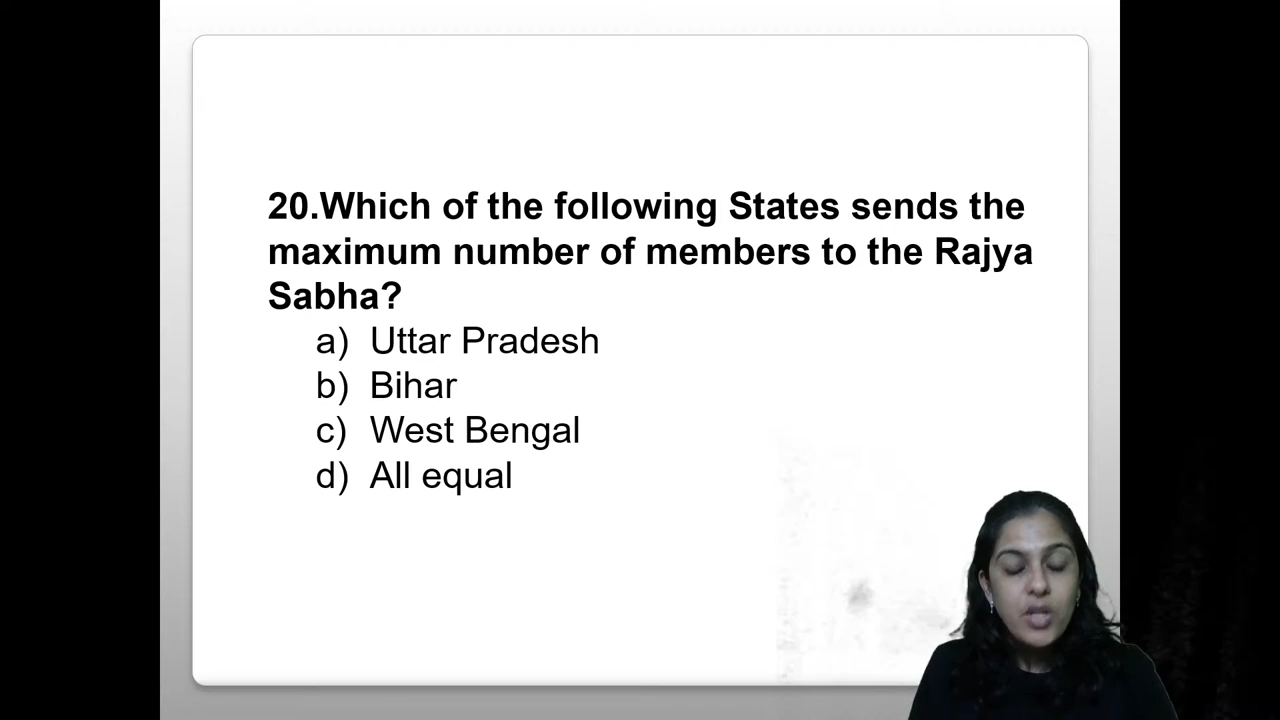 20.Which of the following States sends the
maximum number of members to the Rajya
Sabha?
a) Uttar Pradesh
b) Bihar
c) West Bengal
d) All equal